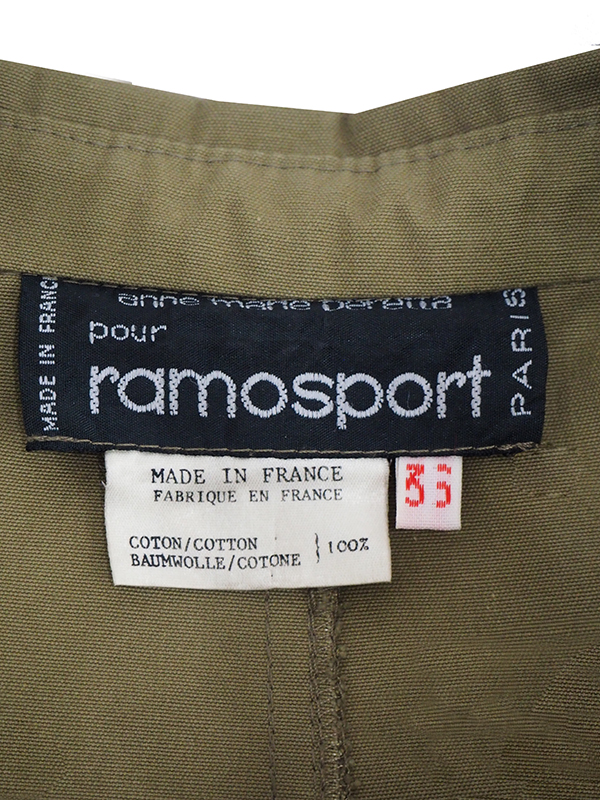 anne marie beretta
pour
ramosport
MADE IN FRANC
PARIS
MADE IN FRANCE
FABRIQUE EN FRANCE
COTON/COTTON
BAUMWOLLE/COTONE
} 100%